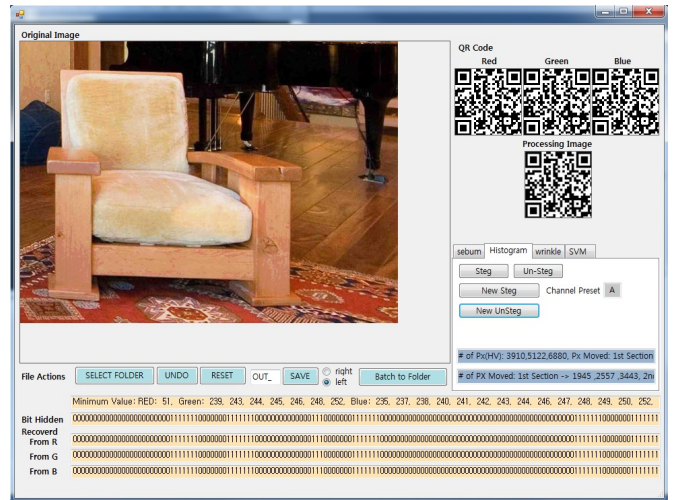 Original Image
QR Code
Red Green Blue
Processing Image
sebum Histogram wrinkle SVM
Steg Un-Steg
New Steg Channel Preset A
New UnSteg
# of Px(HV): 3910,5122,6880, Px Moved: 1st Section
# of PX Moved: 1st Section -> 1945 ,2557 ,3443, 2n
File Actions SELECT FOLDER UNDO RESET OUT_ SAVE right left Batch to Folder
Minimum Value: RED: 51, Green: 239, 243, 244, 245, 246, 248, 252, Blue: 235, 237, 238, 240, 241, 242, 243, 244, 246, 247, 248, 249, 250, 252,
Bit Hidden
Recoverd
From R
From G
From B